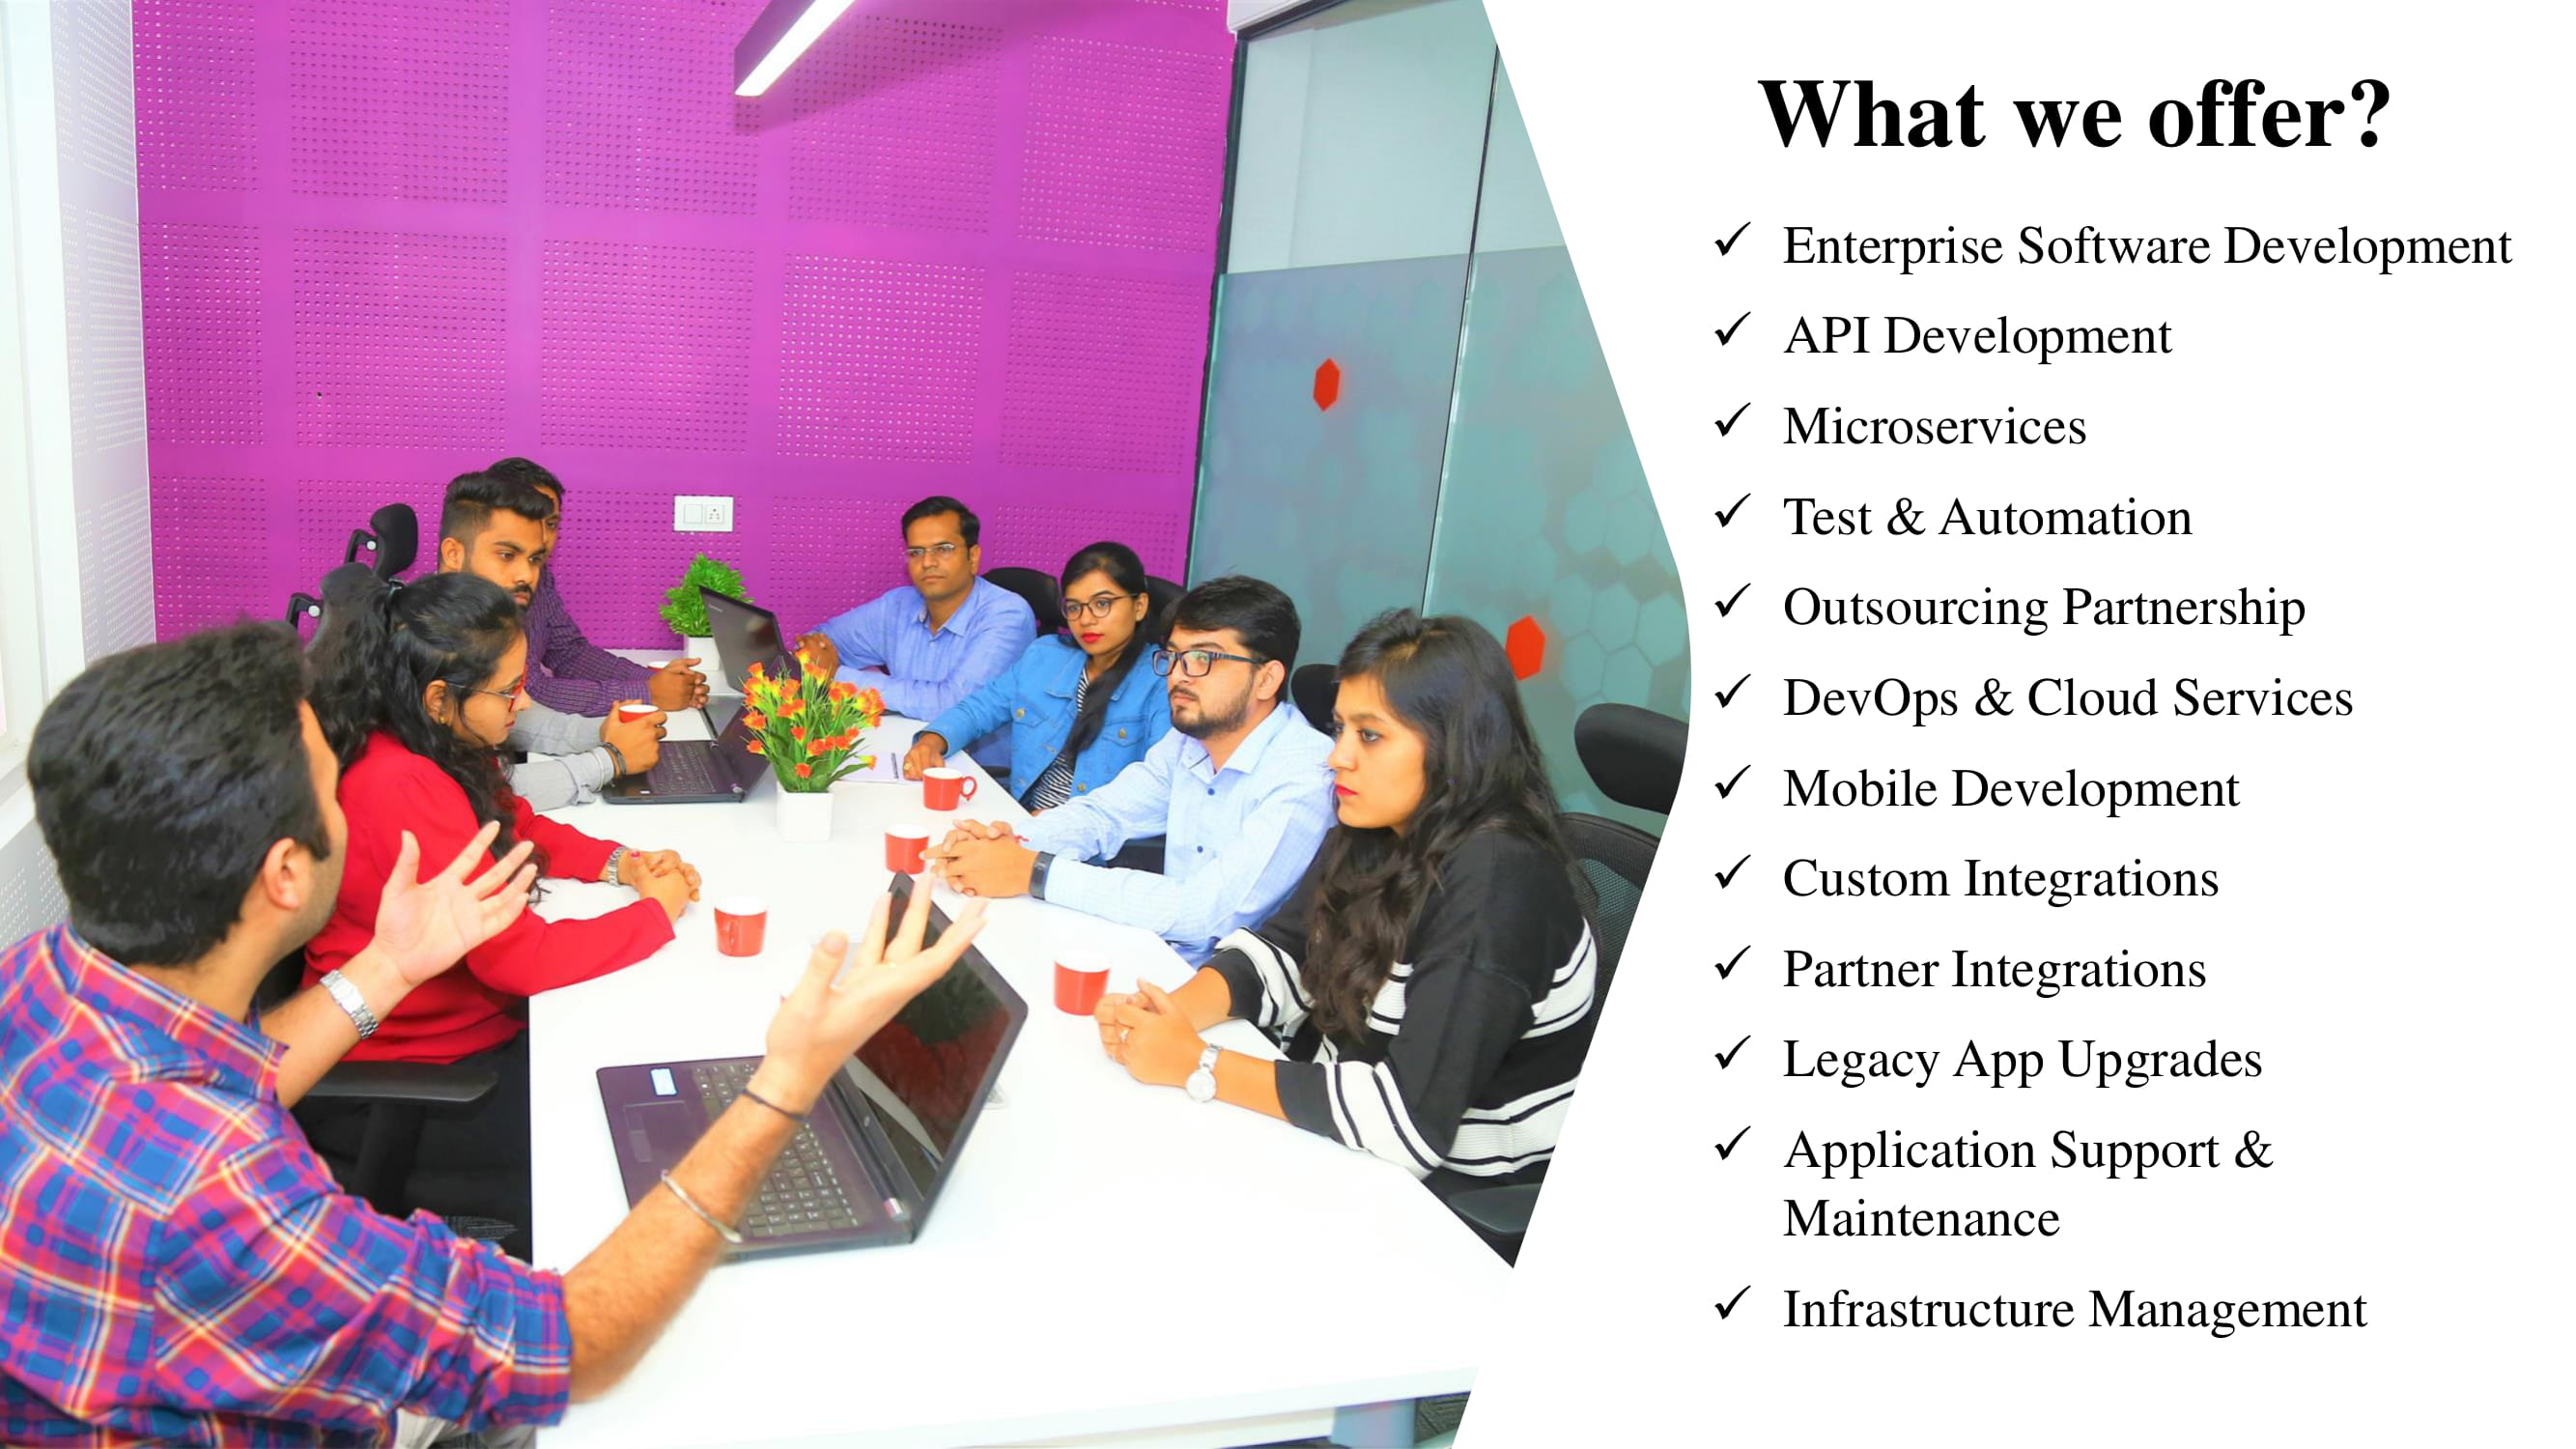 What we offer?
✓ Enterprise Software Development
✓ API Development
✓ Microservices
✓ Test & Automation
✓ Outsourcing Partnership
✓ DevOps & Cloud Services
✓ Mobile Development
✓ Custom Integrations
✓ Partner Integrations
✓ Legacy App Upgrades
✓ Application Support &
Maintenance
✓ Infrastructure Management